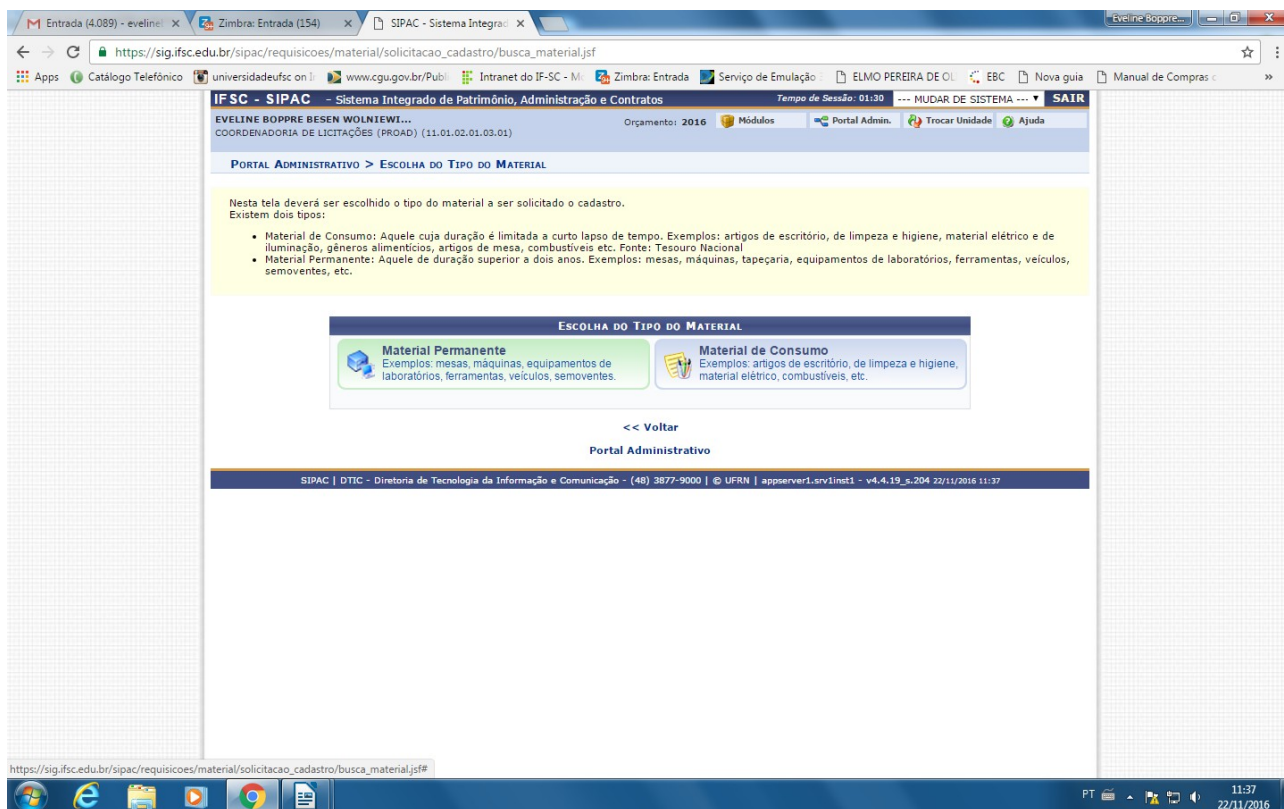 Entrada (4.089) - eveline
Zimbra: Entrada (154)
SIPAC - Sistema Integrad
Eveline Boppre...
https://sig.ifsc.edu.br/sipac/requisicoes/material/solicitacao_cadastro/busca_material.jsf
Apps Catálogo Telefônico universidadeufsc on I www.cgu.gov.br/Publi Intranet do IF-SC - M Zimbra: Entrada Serviço de Emulação ELMO PEREIRA DE OL EBC Nova guia Manual de Compras »
IFSC - SIPAC - Sistema Integrado de Patrimônio, Administração e Contratos Tempo de Sessão: 01:30 --- MUDAR DE SISTEMA --- SAIR
EVELINE BOPPRE BESEN WOLNIEWI... Orçamento: 2016 Módulos Portal Admin. Trocar Unidade Ajuda
COORDENADORIA DE LICITAÇÕES (PROAD) (11.01.02.01.03.01)
PORTAL ADMINISTRATIVO > ESCOLHA DO TIPO DO MATERIAL
Nesta tela deverá ser escolhido o tipo do material a ser solicitado o cadastro.
Existem dois tipos:
• Material de Consumo: Aquele cuja duração é limitada a curto lapso de tempo. Exemplos: artigos de escritório, de limpeza e higiene, material elétrico e de
iluminação, gêneros alimentícios, artigos de mesa, combustíveis etc. Fonte: Tesouro Nacional
• Material Permanente: Aquele de duração superior a dois anos. Exemplos: mesas, máquinas, tapeçaria, equipamentos de laboratórios, ferramentas, veículos,
semoventes, etc.
ESCOLHA DO TIPO DO MATERIAL
Material Permanente
Exemplos: mesas, máquinas, equipamentos de
laboratórios, ferramentas, veículos, semoventes.
Material de Consumo
Exemplos: artigos de escritório, de limpeza e higiene,
material elétrico, combustíveis, etc.
<< Voltar
Portal Administrativo
SIPAC | DTIC - Diretoria de Tecnologia da Informação e Comunicação - (48) 3877-9000 | © UFRN | appserver1.srv1inst1 - v4.4.19_s.204 22/11/2016 11:37
https://sig.ifsc.edu.br/sipac/requisicoes/material/solicitacao_cadastro/busca_material.jsf#
PT
11:37
22/11/2016